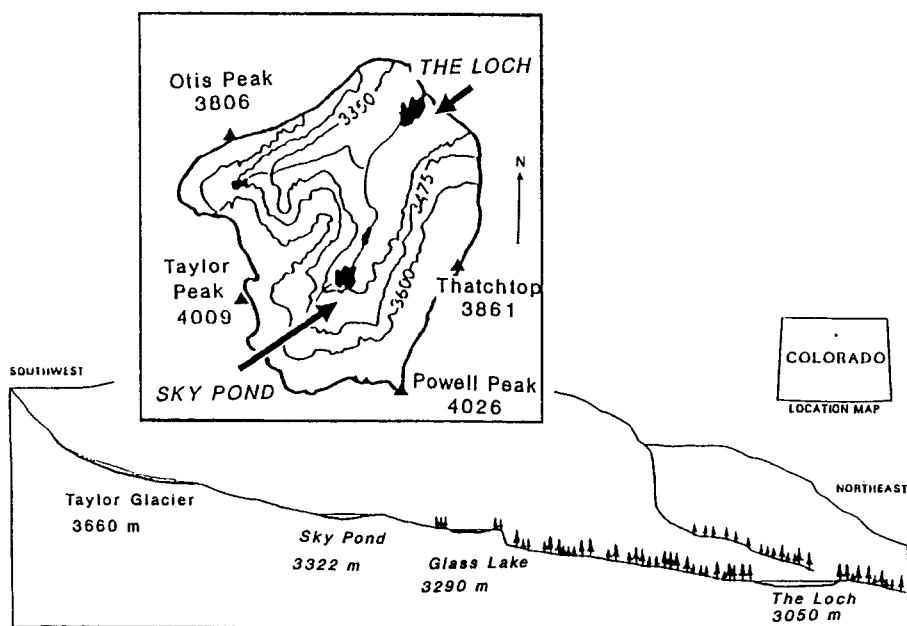 THE LOCH
Otis Peak
3806
3350
N
3475
Taylor
Peak
4009
3600
Thatchtop
3861
SKY POND
Powell Peak
4026
COLORADO
LOCATION MAP
SOUTHWEST
NORTHEAST
Taylor Glacier
3660 m
Sky Pond
3322 m
Glass Lake
3290 m
The Loch
3050 m